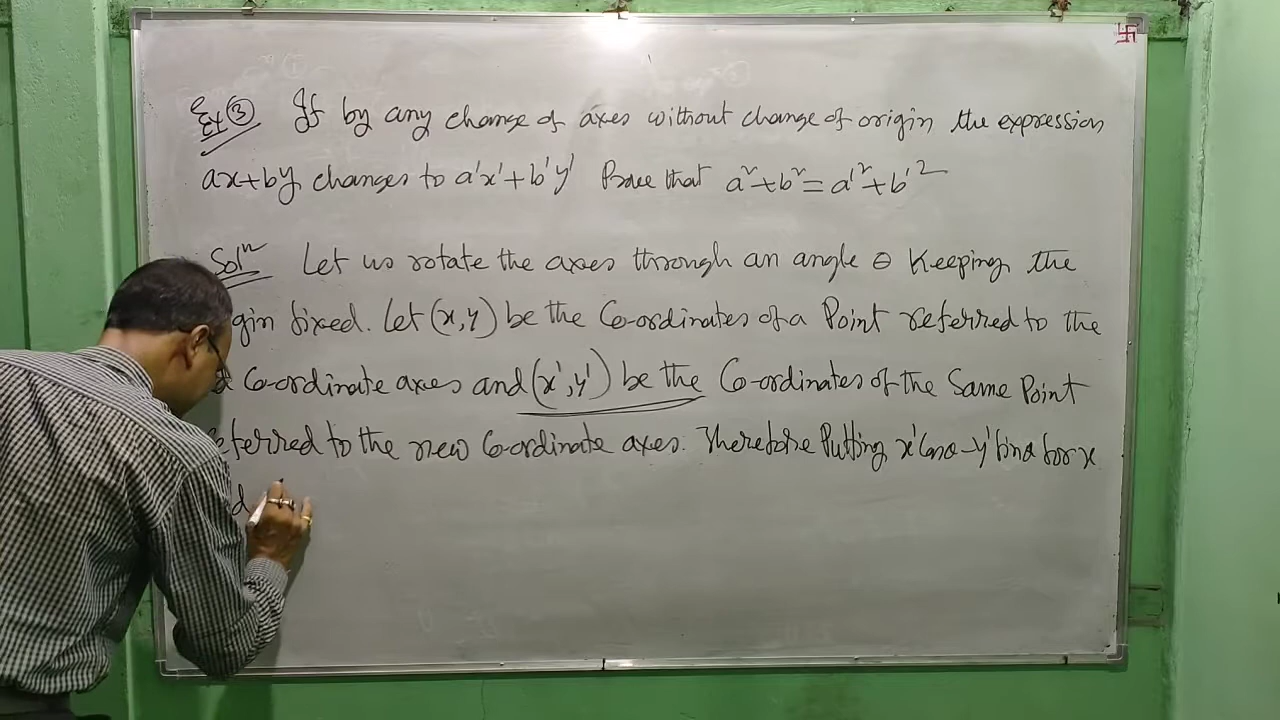 Ex ③ If by any change of axes without change of origin the expression
ax+by changes to a'x'+b'y' Prove that a²+b²=a'²+b'²
Solⁿ Let us rotate the axes through an angle θ Keeping the
gin fixed. Let (x,y) be the Co-ordinates of a Point referred to the
Co-ordinate axes and (x',y') be the Co-ordinates of the Same Point
eferred to the new Co-ordinate axes. Therefore Putting x'Cosθ-y'Sinθ for x
d